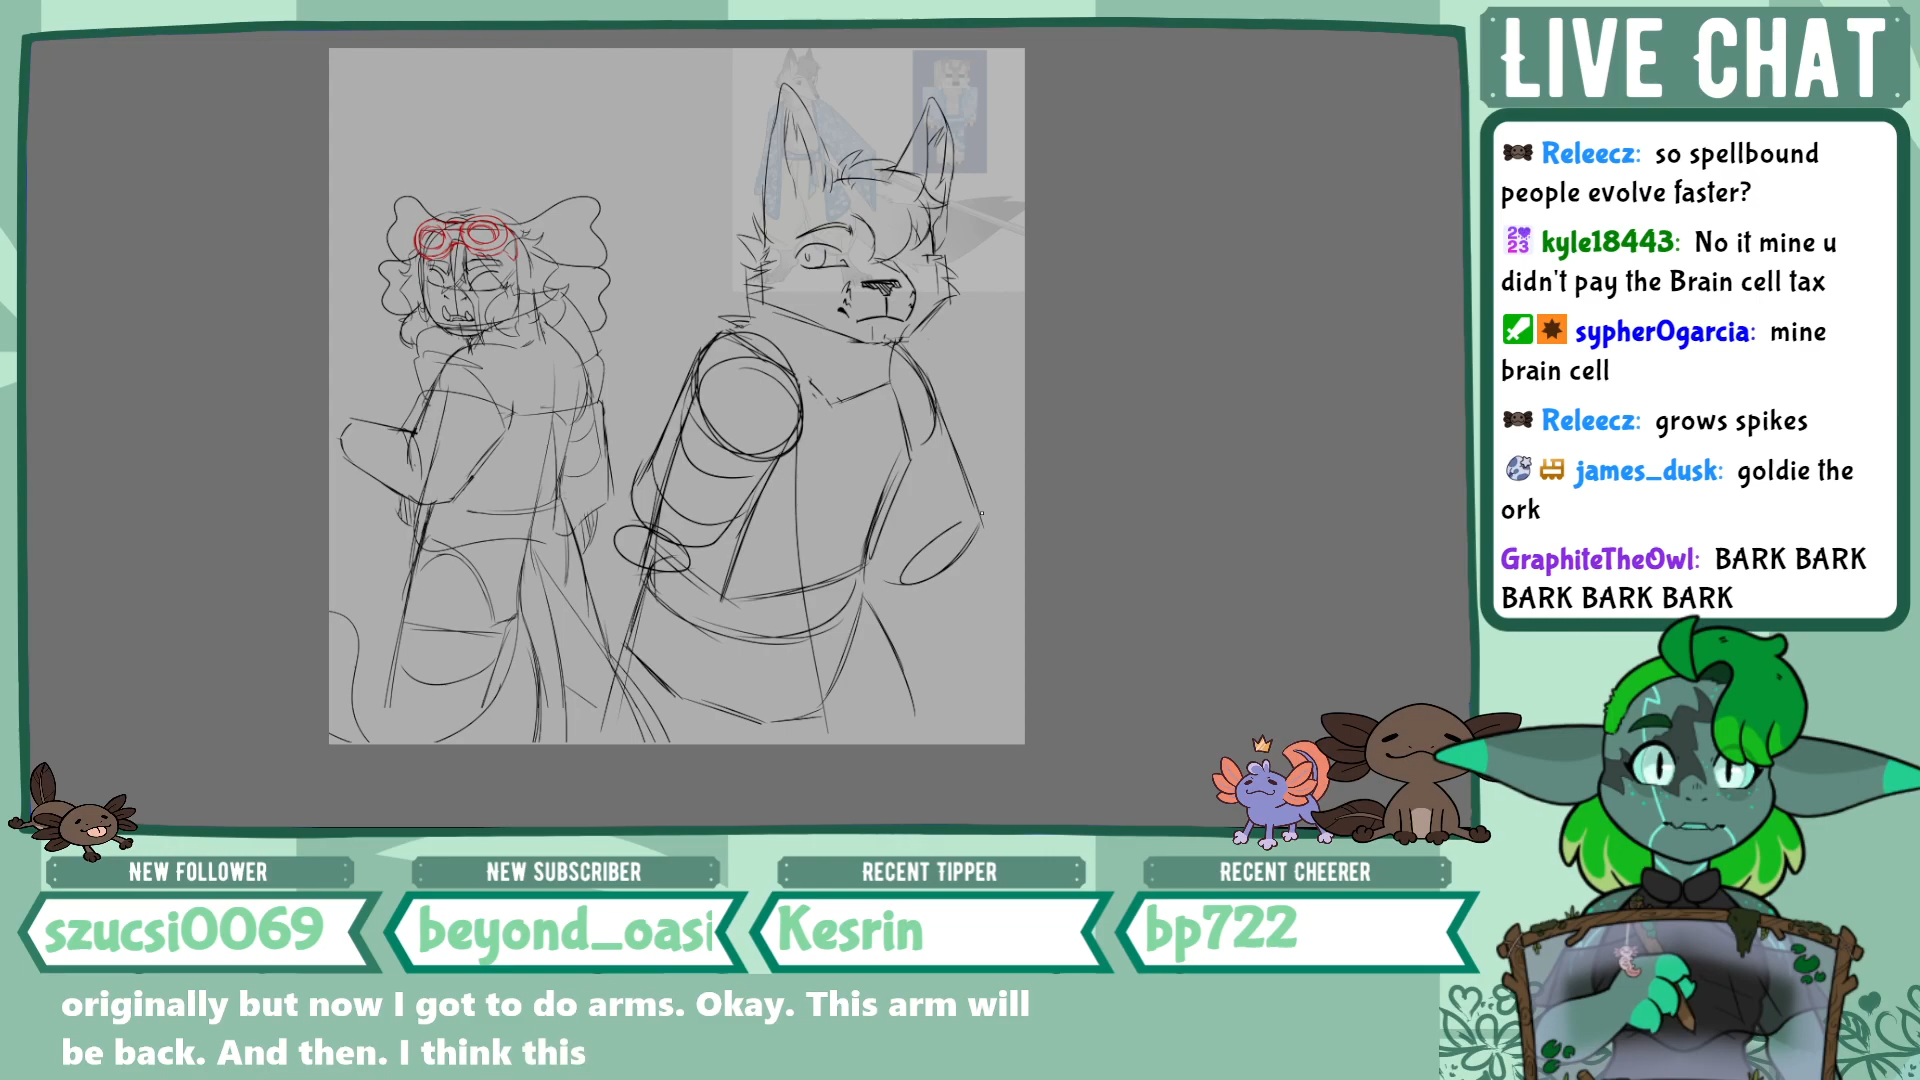 LIVE CHAT
Releecz: so spellbound
people evolve faster?
2023 kyle18443: No it mine u
didn't pay the Brain cell tax
sypher0garcia: mine
brain cell
Releecz: grows spikes
james_dusk: goldie the
ork
GraphiteTheOwl: BARK BARK
BARK BARK BARK
NEW FOLLOWER
NEW SUBSCRIBER
RECENT TIPPER
RECENT CHEERER
szucsi0069
beyond_oasi
Kesrin
bp722
originally but now I got to do arms. Okay. This arm will
be back. And then. I think this